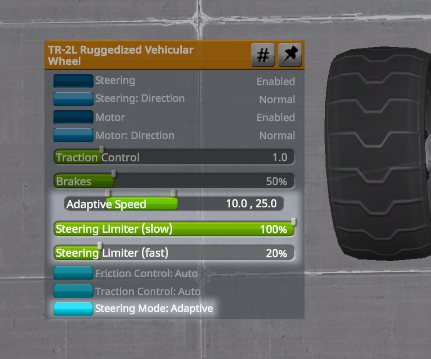 TR-2L Ruggedized Vehicular
Wheel
#
Steering Enabled
Steering: Direction Normal
Motor Enabled
Motor: Direction Normal
Traction Control 1.0
Brakes 50%
Adaptive Speed 10.0 , 25.0
Steering Limiter (slow) 100%
Steering Limiter (fast) 20%
Friction Control: Auto
Traction Control: Auto
Steering Mode: Adaptive